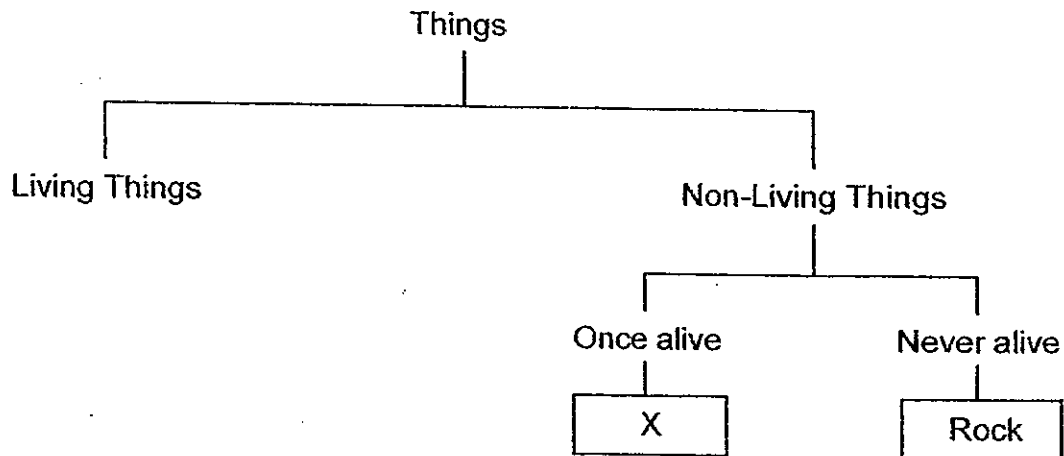 Things
Living Things
Non-Living Things
Once alive
Never alive
X
Rock